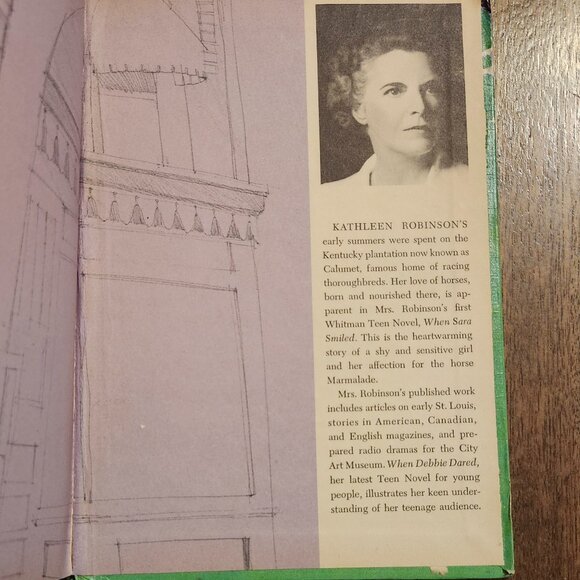 KATHLEEN ROBINSON'S
early summers were spent on the
Kentucky plantation now known as
Calumet, famous home of racing
thoroughbreds. Her love of horses,
born and nourished there, is ap-
parent in Mrs. Robinson's first
Whitman Teen Novel, When Sara
Smiled. This is the heartwarming
story of a shy and sensitive girl
and her affection for the horse
Marmalade.
Mrs. Robinson's published work
includes articles on early St. Louis,
stories in American, Canadian,
and English magazines, and pre-
pared radio dramas for the City
Art Museum. When Debbie Dared,
her latest Teen Novel for young
people, illustrates her keen under-
standing of her teenage audience.